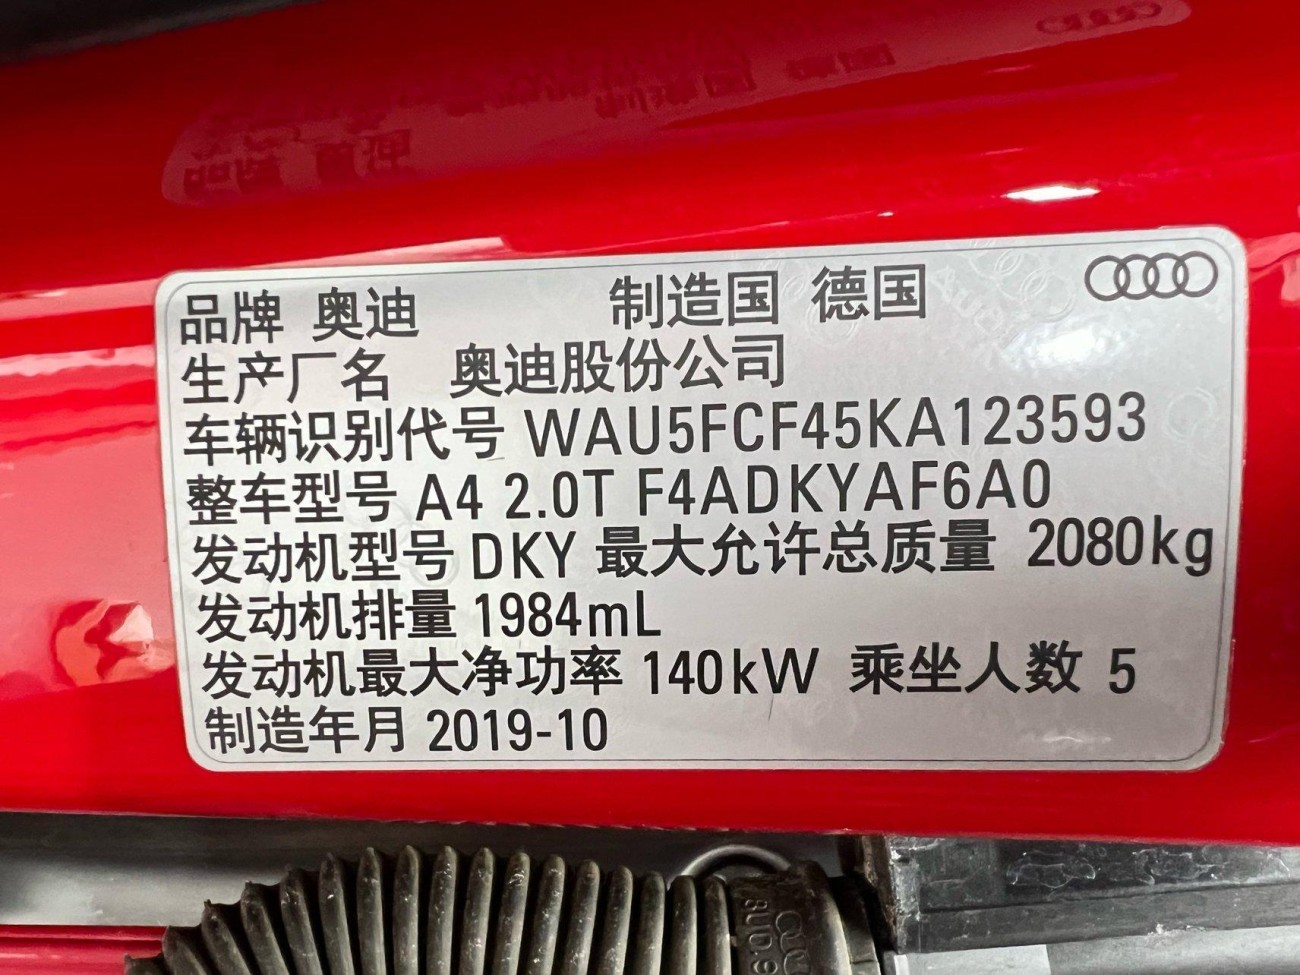 品牌 奥迪 制造国 德国
生产厂名 奥迪股份公司
车辆识别代号 WAU5FCF45KA123593
整车型号 A4 2.0T F4ADKYAF6A0
发动机型号 DKY 最大允许总质量 2080kg
发动机排量 1984mL
发动机最大净功率 140kW 乘坐人数 5
制造年月 2019-10